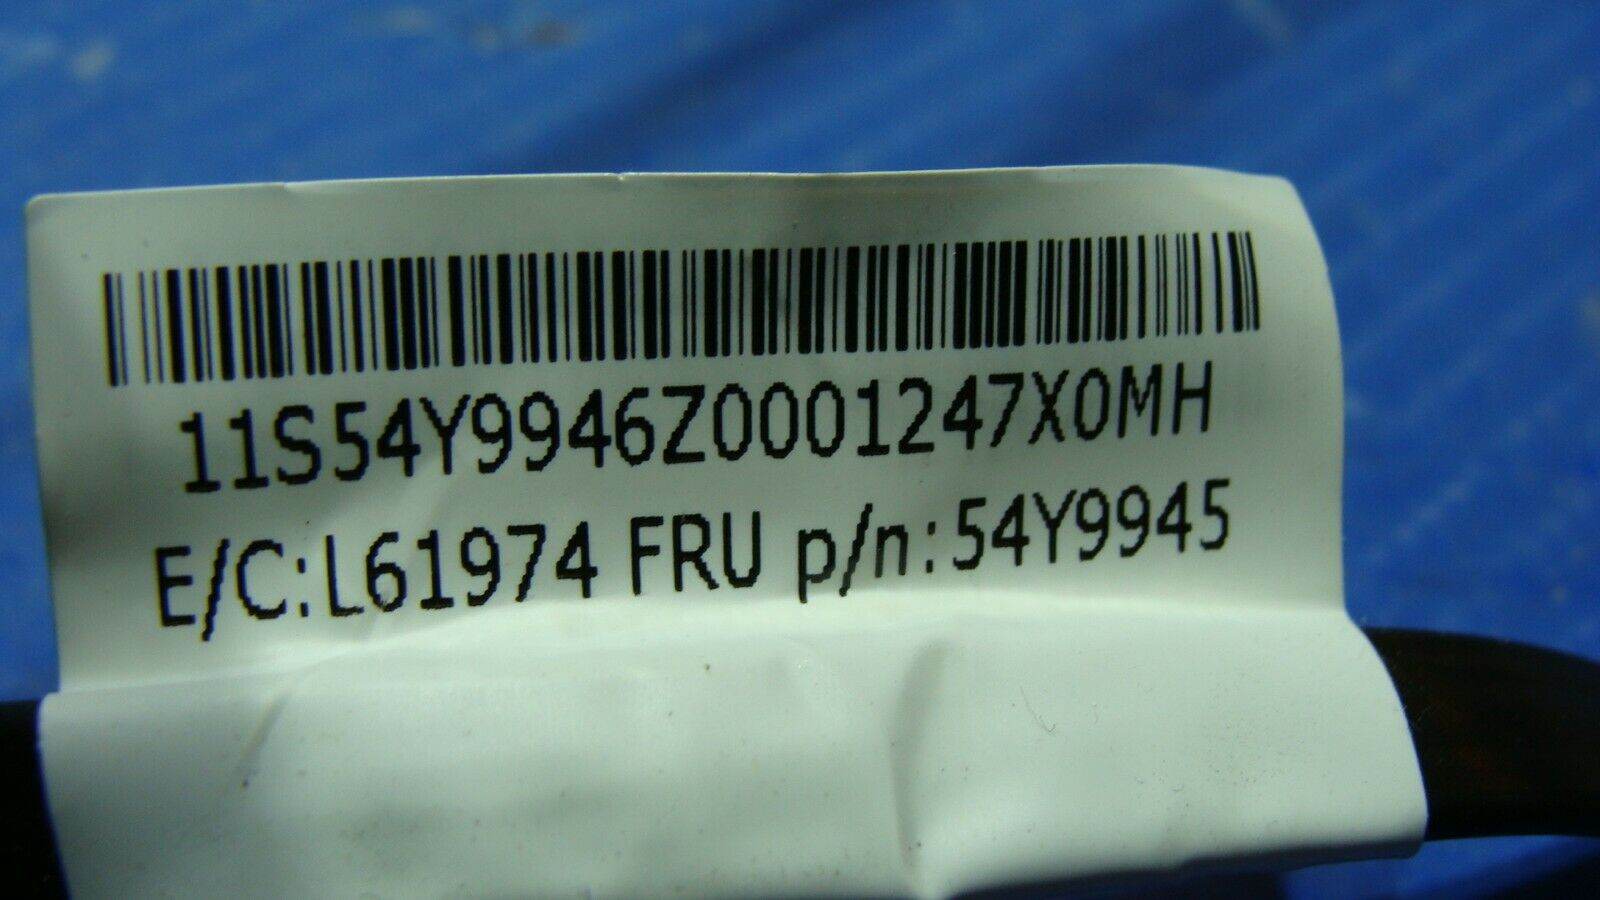 11S54Y9946Z0001247X0MH
E/C:L61974 FRU p/n:54Y9945